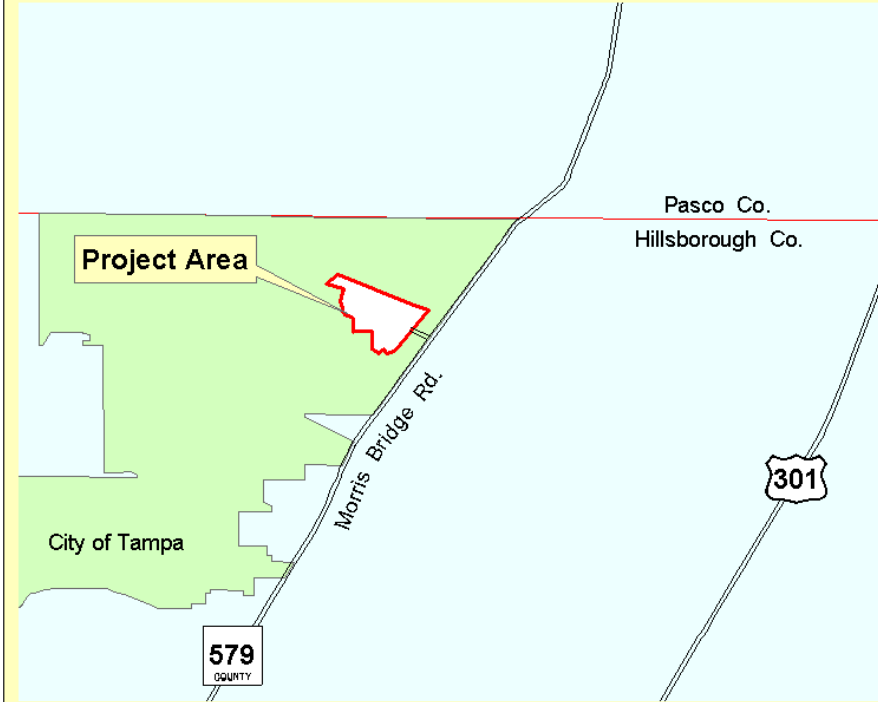 Pasco Co.
Hillsborough Co.
Project Area
Morris Bridge Rd.
301
City of Tampa
579
COUNTY